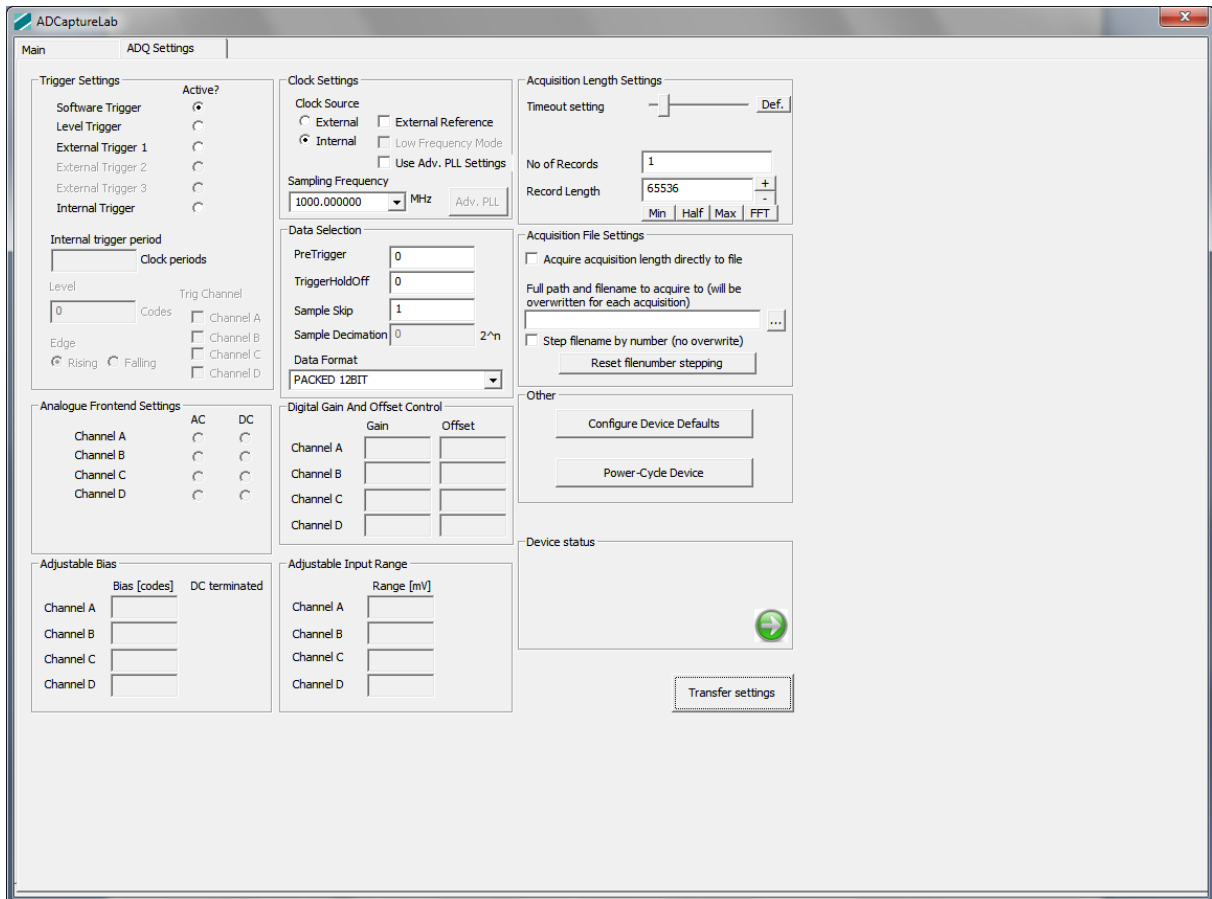 ADCaptureLab
X
Main
ADQ Settings
Trigger Settings
Active?
Software Trigger
Level Trigger
External Trigger 1
External Trigger 2
External Trigger 3
Internal Trigger
Internal trigger period
Clock periods
Level
Trig Channel
0 Codes
Channel A
Channel B
Channel C
Channel D
Edge
Rising Falling
Clock Settings
Clock Source
External External Reference
Internal Low Frequency Mode
Use Adv. PLL Settings
Sampling Frequency
1000.000000 MHz Adv. PLL
Acquisition Length Settings
Timeout setting Def.
No of Records 1
Record Length 65536 + -
Min Half Max FFT
Data Selection
PreTrigger 0
TriggerHoldOff 0
Sample Skip 1
Sample Decimation 0 2^n
Data Format
PACKED 12BIT
Acquisition File Settings
Acquire acquisition length directly to file
Full path and filename to acquire to (will be
overwritten for each acquisition)
...
Step filename by number (no overwrite)
Reset filenumber stepping
Analogue Frontend Settings
AC DC
Channel A
Channel B
Channel C
Channel D
Digital Gain And Offset Control
Gain Offset
Channel A
Channel B
Channel C
Channel D
Other
Configure Device Defaults
Power-Cycle Device
Adjustable Bias
Bias [codes] DC terminated
Channel A
Channel B
Channel C
Channel D
Adjustable Input Range
Range [mV]
Channel A
Channel B
Channel C
Channel D
Device status
Transfer settings